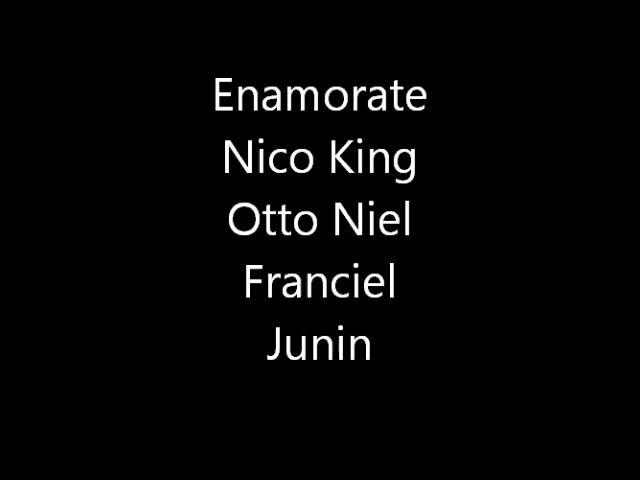 Enamorate
Nico King
Otto Niel
Franciel
Junin